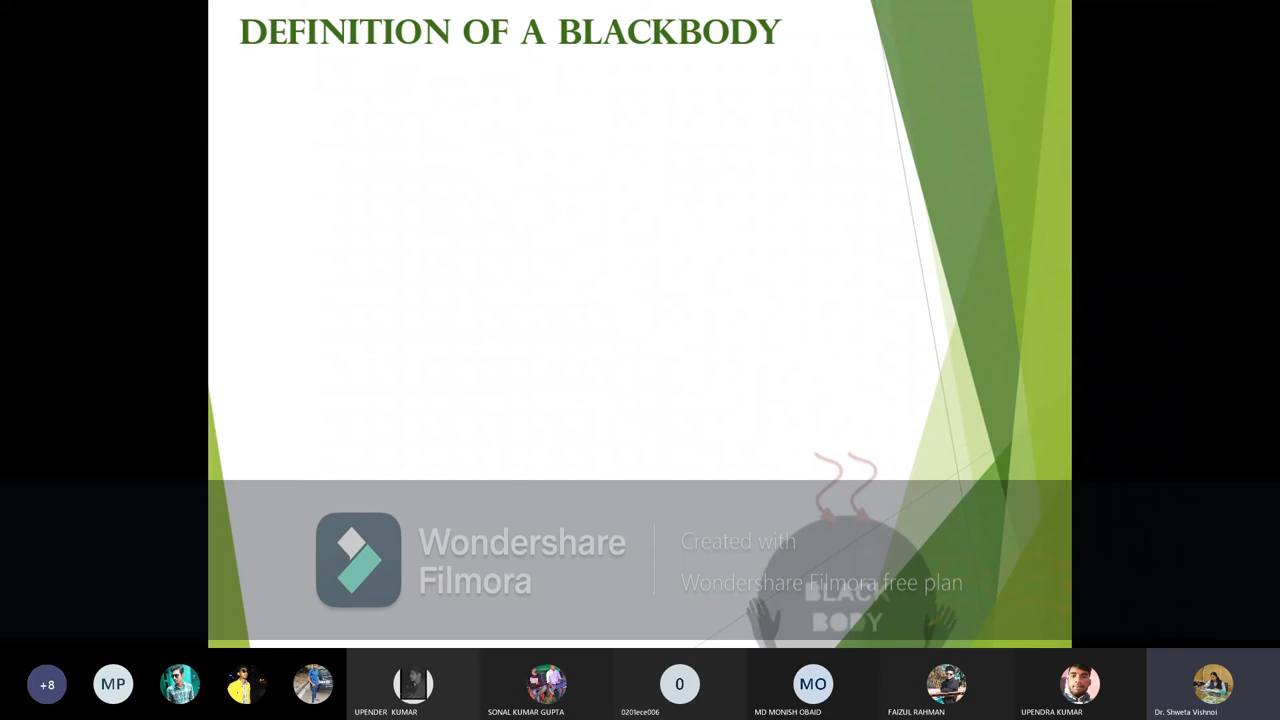 DEFINITION OF A BLACKBODY
Wondershare
Filmora
Created with
Wondershare Filmora free plan
BLACK
BODY
+8
MP
UPENDER KUMAR
SONAL KUMAR GUPTA
0
0201ece006
MO
MD MONISH OBAID
FAIZUL RAHMAN
UPENDRA KUMAR
Dr. Shweta Vishnoi